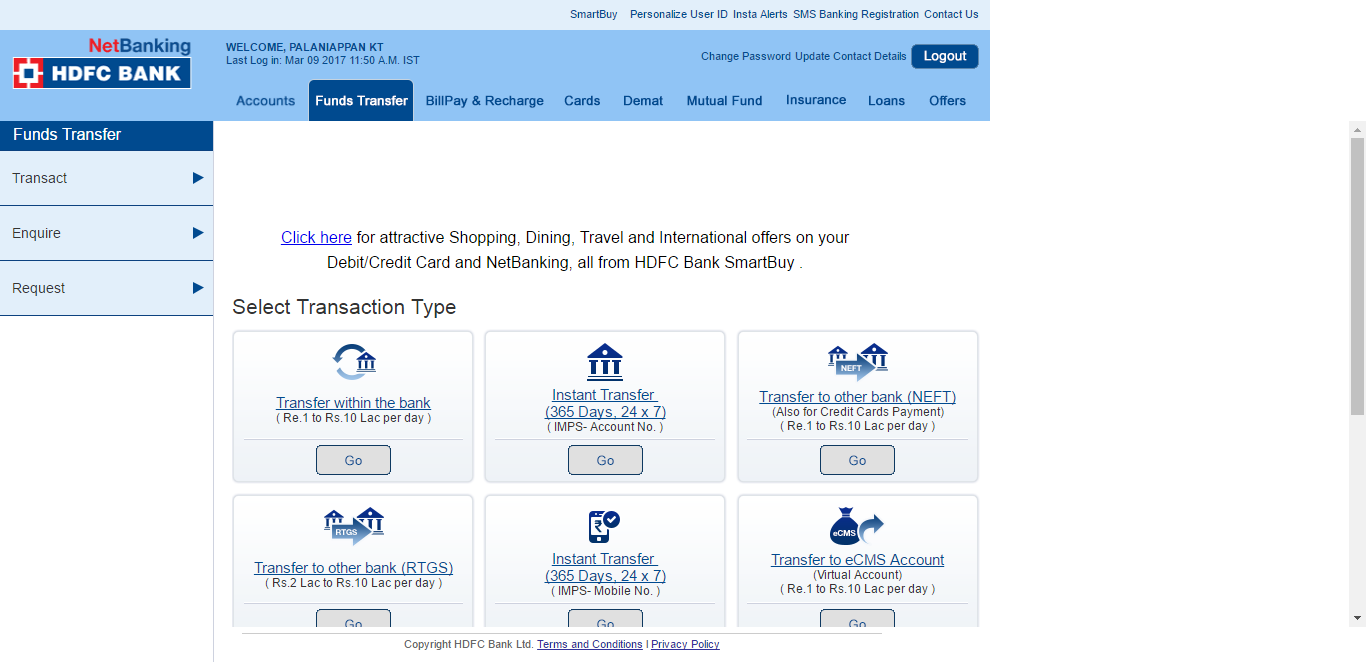 SmartBuy Personalize User ID Insta Alerts SMS Banking Registration Contact Us
NetBanking
HDFC BANK
WELCOME, PALANIAPPAN KT
Last Log in: Mar 09 2017 11:50 A.M. IST
Change Password Update Contact Details Logout
Accounts Funds Transfer BillPay & Recharge Cards Demat Mutual Fund Insurance Loans Offers
Funds Transfer
Transact
Enquire
Request
Click here for attractive Shopping, Dining, Travel and International offers on your
Debit/Credit Card and NetBanking, all from HDFC Bank SmartBuy .
Select Transaction Type
Transfer within the bank
( Re.1 to Rs.10 Lac per day )
Go
Instant Transfer
(365 Days, 24 x 7)
( IMPS- Account No. )
Go
NEFT
Transfer to other bank (NEFT)
(Also for Credit Cards Payment)
( Re.1 to Rs.10 Lac per day )
Go
RTGS
Transfer to other bank (RTGS)
( Rs.2 Lac to Rs.10 Lac per day )
Go
₹
Instant Transfer
(365 Days, 24 x 7)
( IMPS- Mobile No. )
Go
eCMS
Transfer to eCMS Account
(Virtual Account)
( Re.1 to Rs.10 Lac per day )
Go
Copyright HDFC Bank Ltd. Terms and Conditions | Privacy Policy